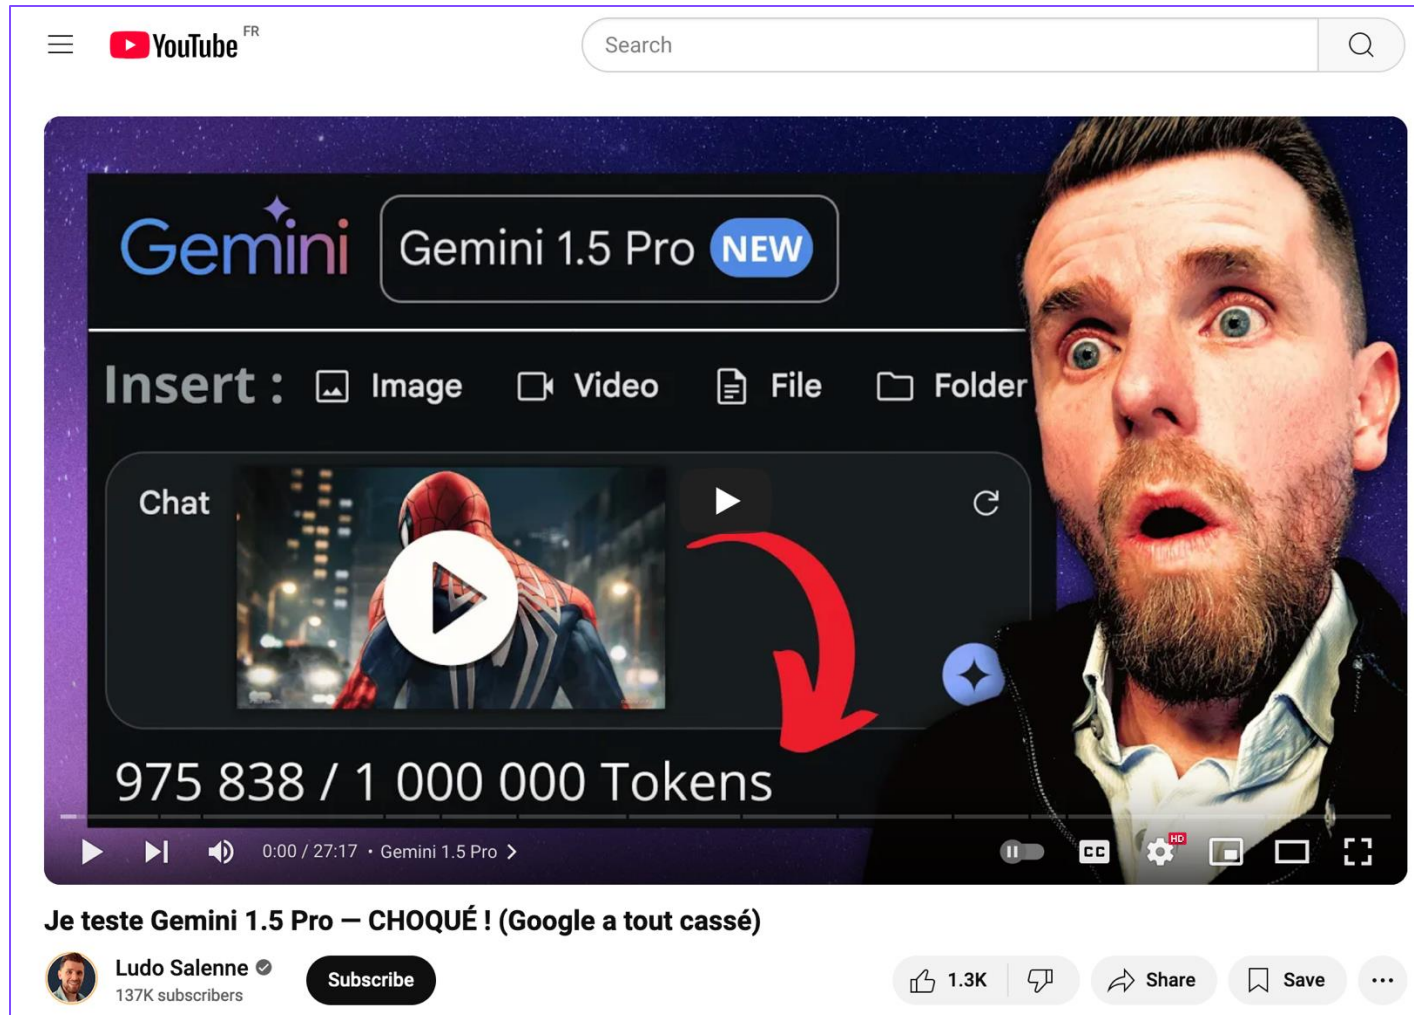 YouTube FR
Search
Gemini
Gemini 1.5 Pro NEW
Insert : Image Video File Folder
Chat
975 838 / 1 000 000 Tokens
0:00 / 27:17 • Gemini 1.5 Pro
CC
HD
Je teste Gemini 1.5 Pro — CHOQUÉ ! (Google a tout cassé)
Ludo Salenne
137K subscribers
Subscribe
1.3K
Share
Save